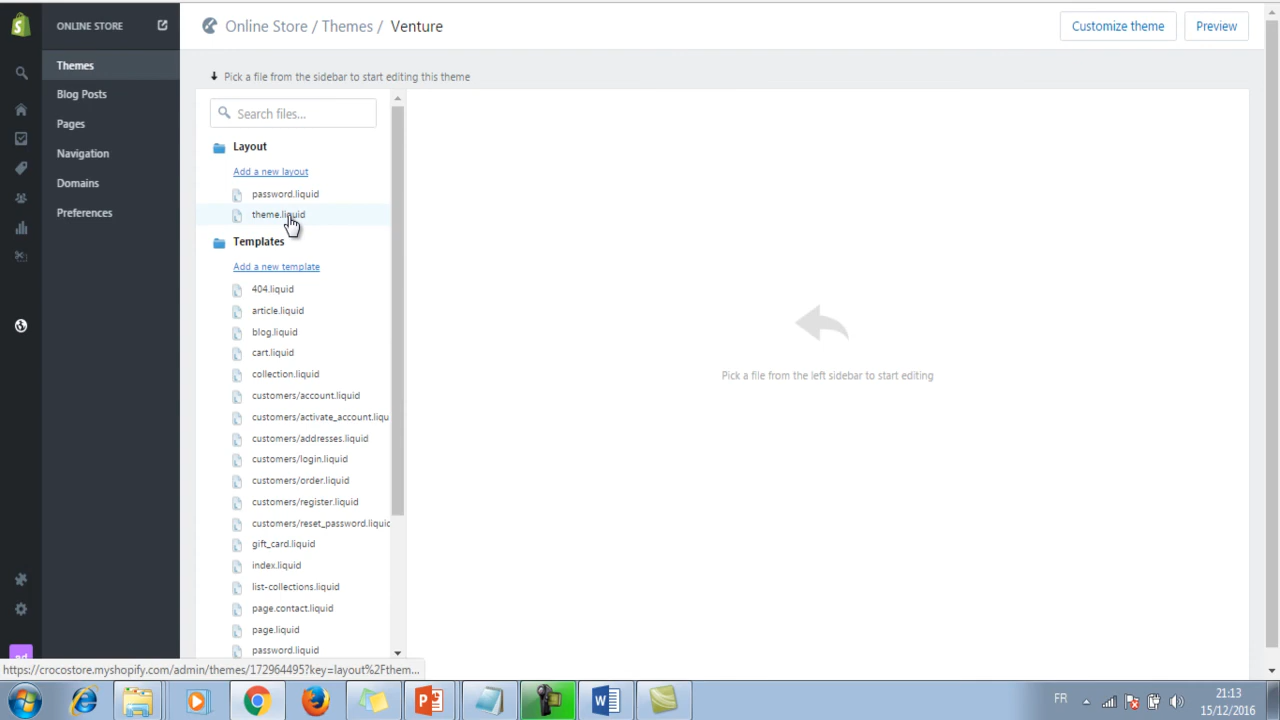 ONLINE STORE
Online Store / Themes / Venture
Customize theme
Preview
Themes
Blog Posts
Pages
Navigation
Domains
Preferences
Pick a file from the sidebar to start editing this theme
Search files...
Layout
Add a new layout
password.liquid
theme.liquid
Templates
Add a new template
404.liquid
article.liquid
blog.liquid
cart.liquid
collection.liquid
customers/account.liquid
customers/activate_account.liqu
customers/addresses.liquid
customers/login.liquid
customers/order.liquid
customers/register.liquid
customers/reset_password.liquid
gift_card.liquid
index.liquid
list-collections.liquid
page.contact.liquid
page.liquid
password.liquid
Pick a file from the left sidebar to start editing
https://crocostore.myshopify.com/admin/themes/172964495?key=layout%2Fthem...
FR
21:13
15/12/2016